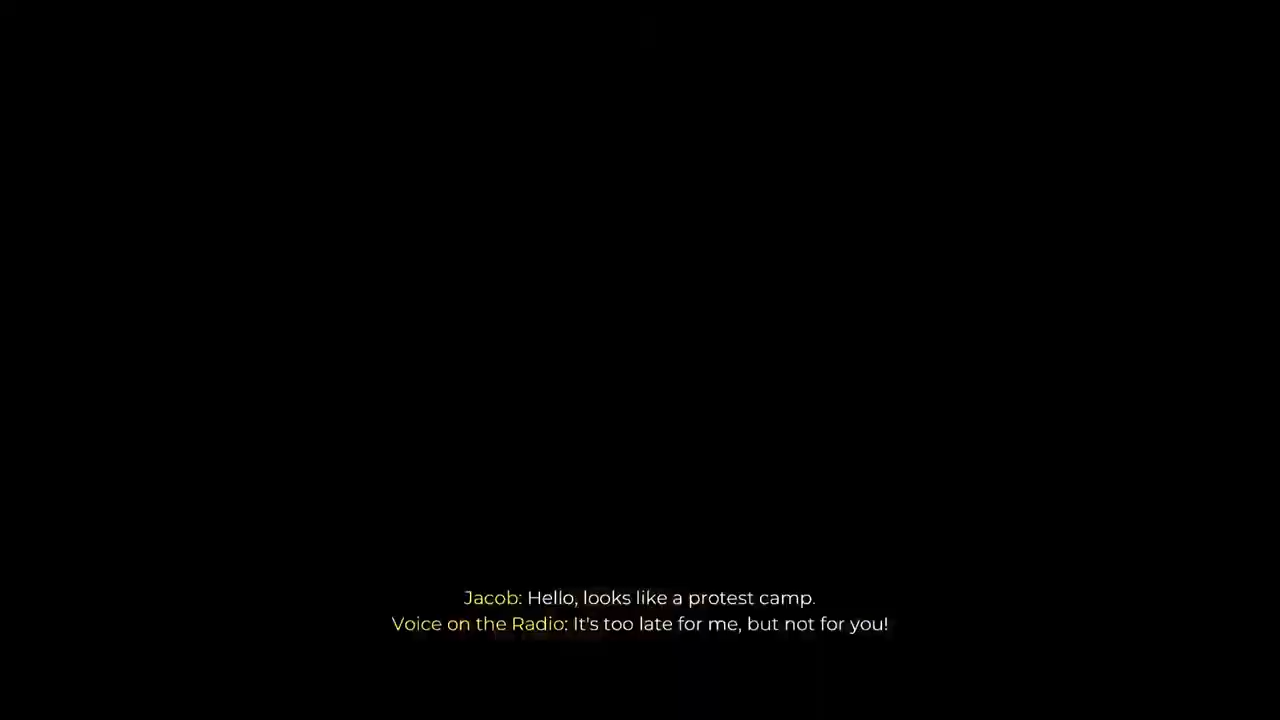 Jacob: Hello, looks like a protest camp.
Voice on the Radio: It's too late for me, but not for you!